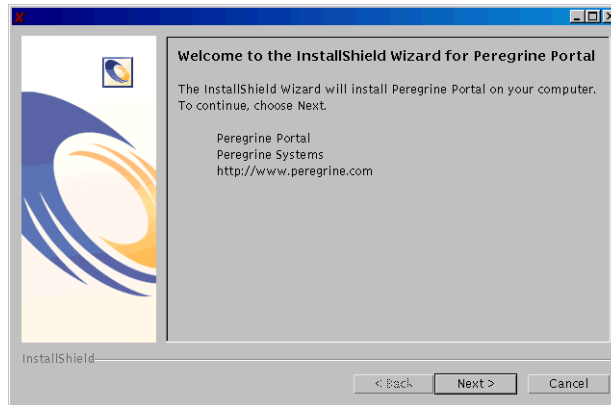 Welcome to the InstallShield Wizard for Peregrine Portal
The InstallShield Wizard will install Peregrine Portal on your computer.
To continue, choose Next.
Peregrine Portal
Peregrine Systems
http://www.peregrine.com
InstallShield
< Back
Next >
Cancel